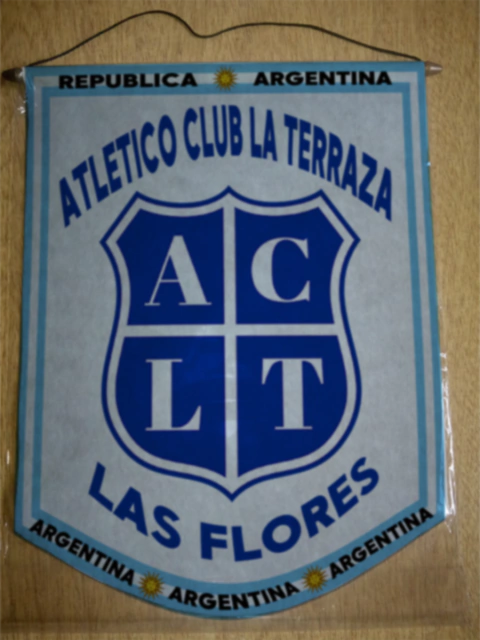 REPUBLICA ARGENTINA
ATLETICO CLUB LA TERRAZA
A C
L T
LAS FLORES
ARGENTINA ARGENTINA ARGENTINA